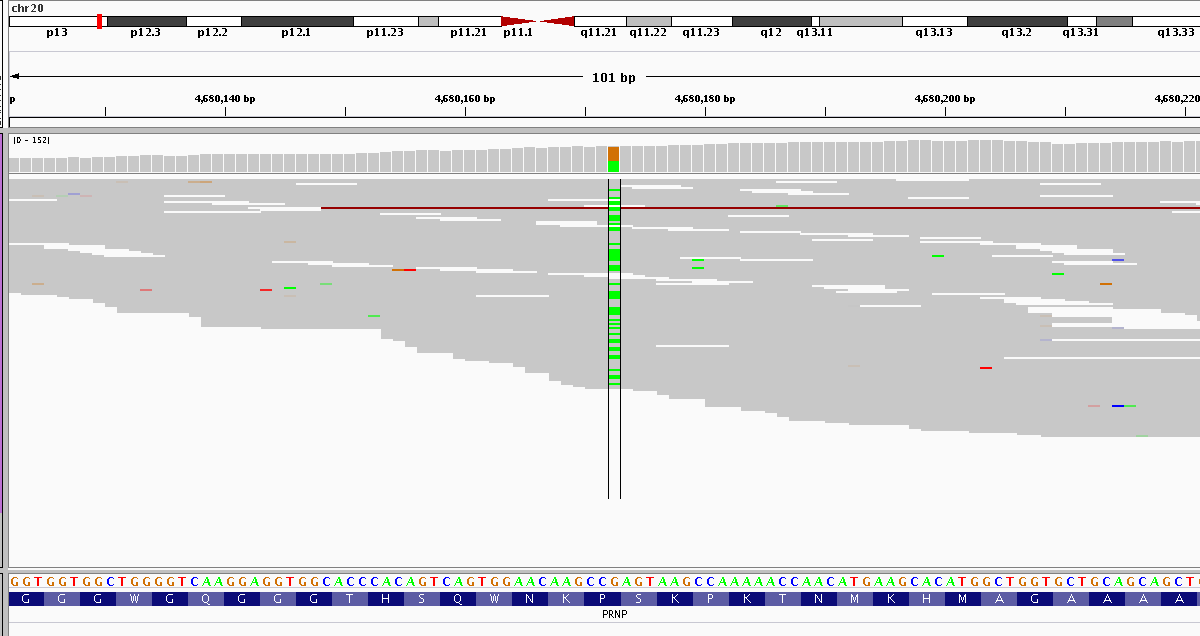 chr20
p13 p12.3 p12.2 p12.1 p11.23 p11.21 p11.1 q11.21 q11.22 q11.23 q12 q13.11 q13.13 q13.2 q13.31 q13.33
101 bp
p 4,680,140 bp 4,680,160 bp 4,680,180 bp 4,680,200 bp 4,680,220
[0 - 152]
G G T G G T G G C T G G G G T C A A G G A G G T G G C A C C C A C A G T C A G T G G A A C A A G C C G A G T A A G C C A A A A A C C A A C A T G A A G C A C A T G G C T G G T G C T G C A G C A G C T
G G G W G Q G G G T H S Q W N K P S K P K T N M K H M A G A A A A
PRNP